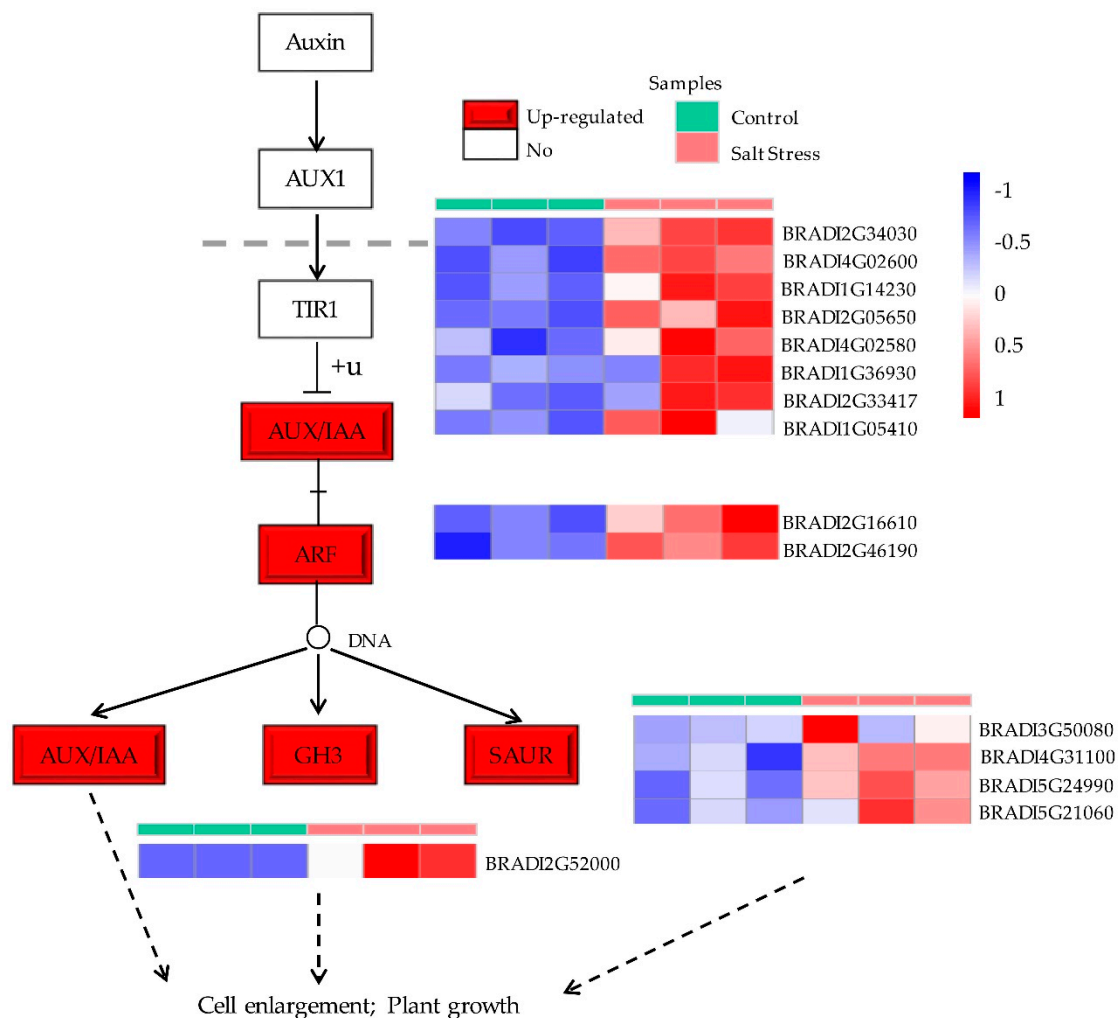 Auxin
Samples
Up-regulated
Control
No
Salt Stress
AUX1
-1
-0.5
0
0.5
1
BRADI2G34030
BRADI4G02600
BRADI1G14230
BRADI2G05650
BRADI4G02580
BRADI1G36930
BRADI2G33417
BRADI1G05410
TIR1
+u
AUX/IAA
BRADI2G16610
BRADI2G46190
ARF
DNA
AUX/IAA
GH3
SAUR
BRADI3G50080
BRADI4G31100
BRADI5G24990
BRADI5G21060
BRADI2G52000
Cell enlargement; Plant growth